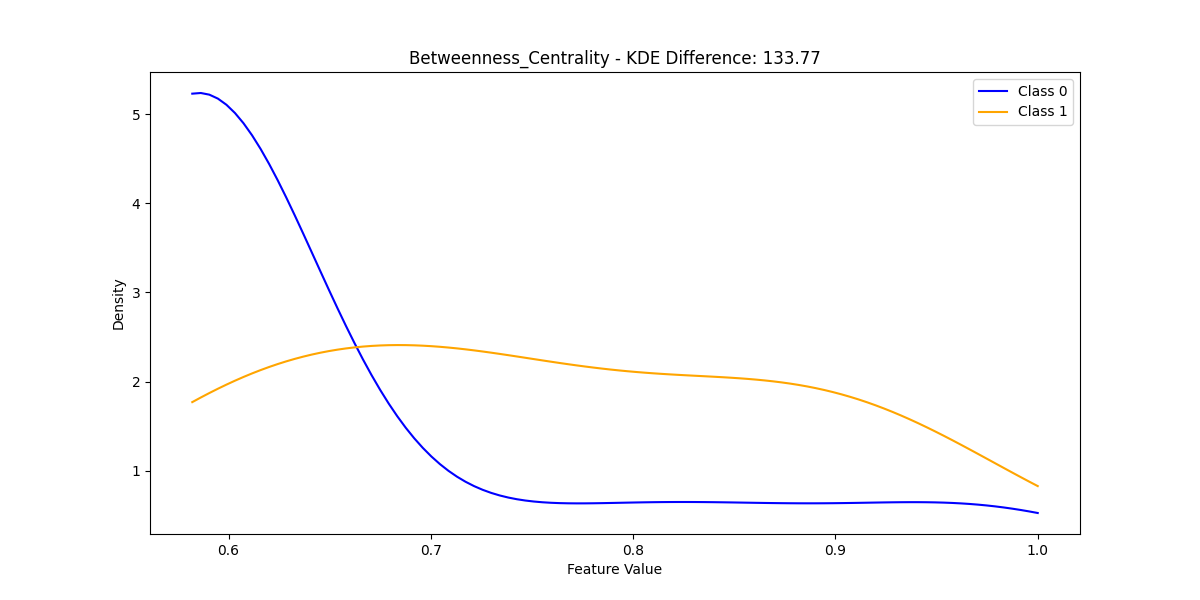 Betweenness_Centrality - KDE Difference: 133.77
Class 0
Class 1
Density
5
4
3
2
1
0.6 0.7 0.8 0.9 1.0
Feature Value